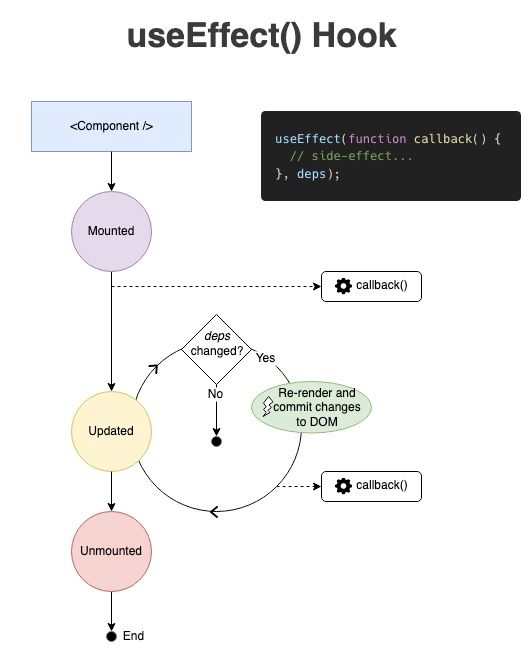 useEffect() Hook
<Component />
useEffect(function callback() {
// side-effect...
}, deps);
Mounted
callback()
deps
changed?
Yes
No
Re-render and
commit changes
to DOM
Updated
callback()
Unmounted
End